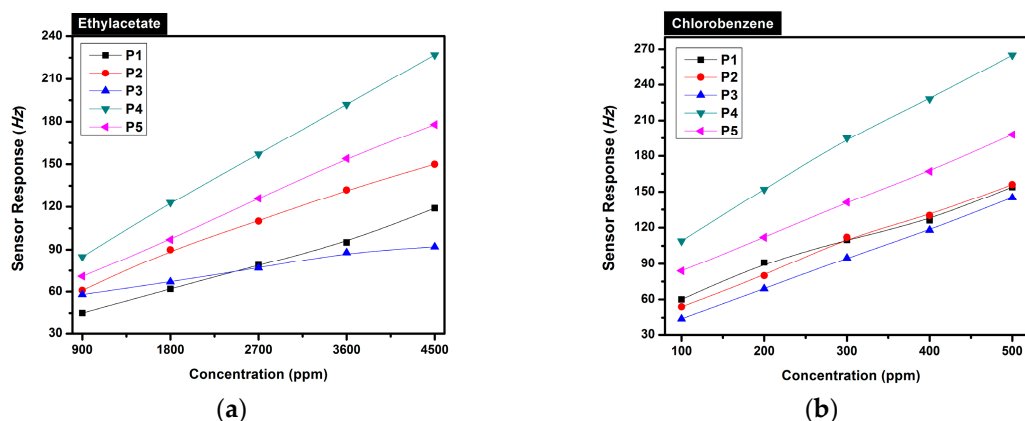 Ethylacetate
240
210
180
150
120
90
60
30
Sensor Response (Hz)
P1
P2
P3
P4
P5
900 1800 2700 3600 4500
Concentration (ppm)
(a)
Chlorobenzene
270
240
210
180
150
120
90
60
30
Sensor Response (Hz)
P1
P2
P3
P4
P5
100 200 300 400 500
Concentration (ppm)
(b)